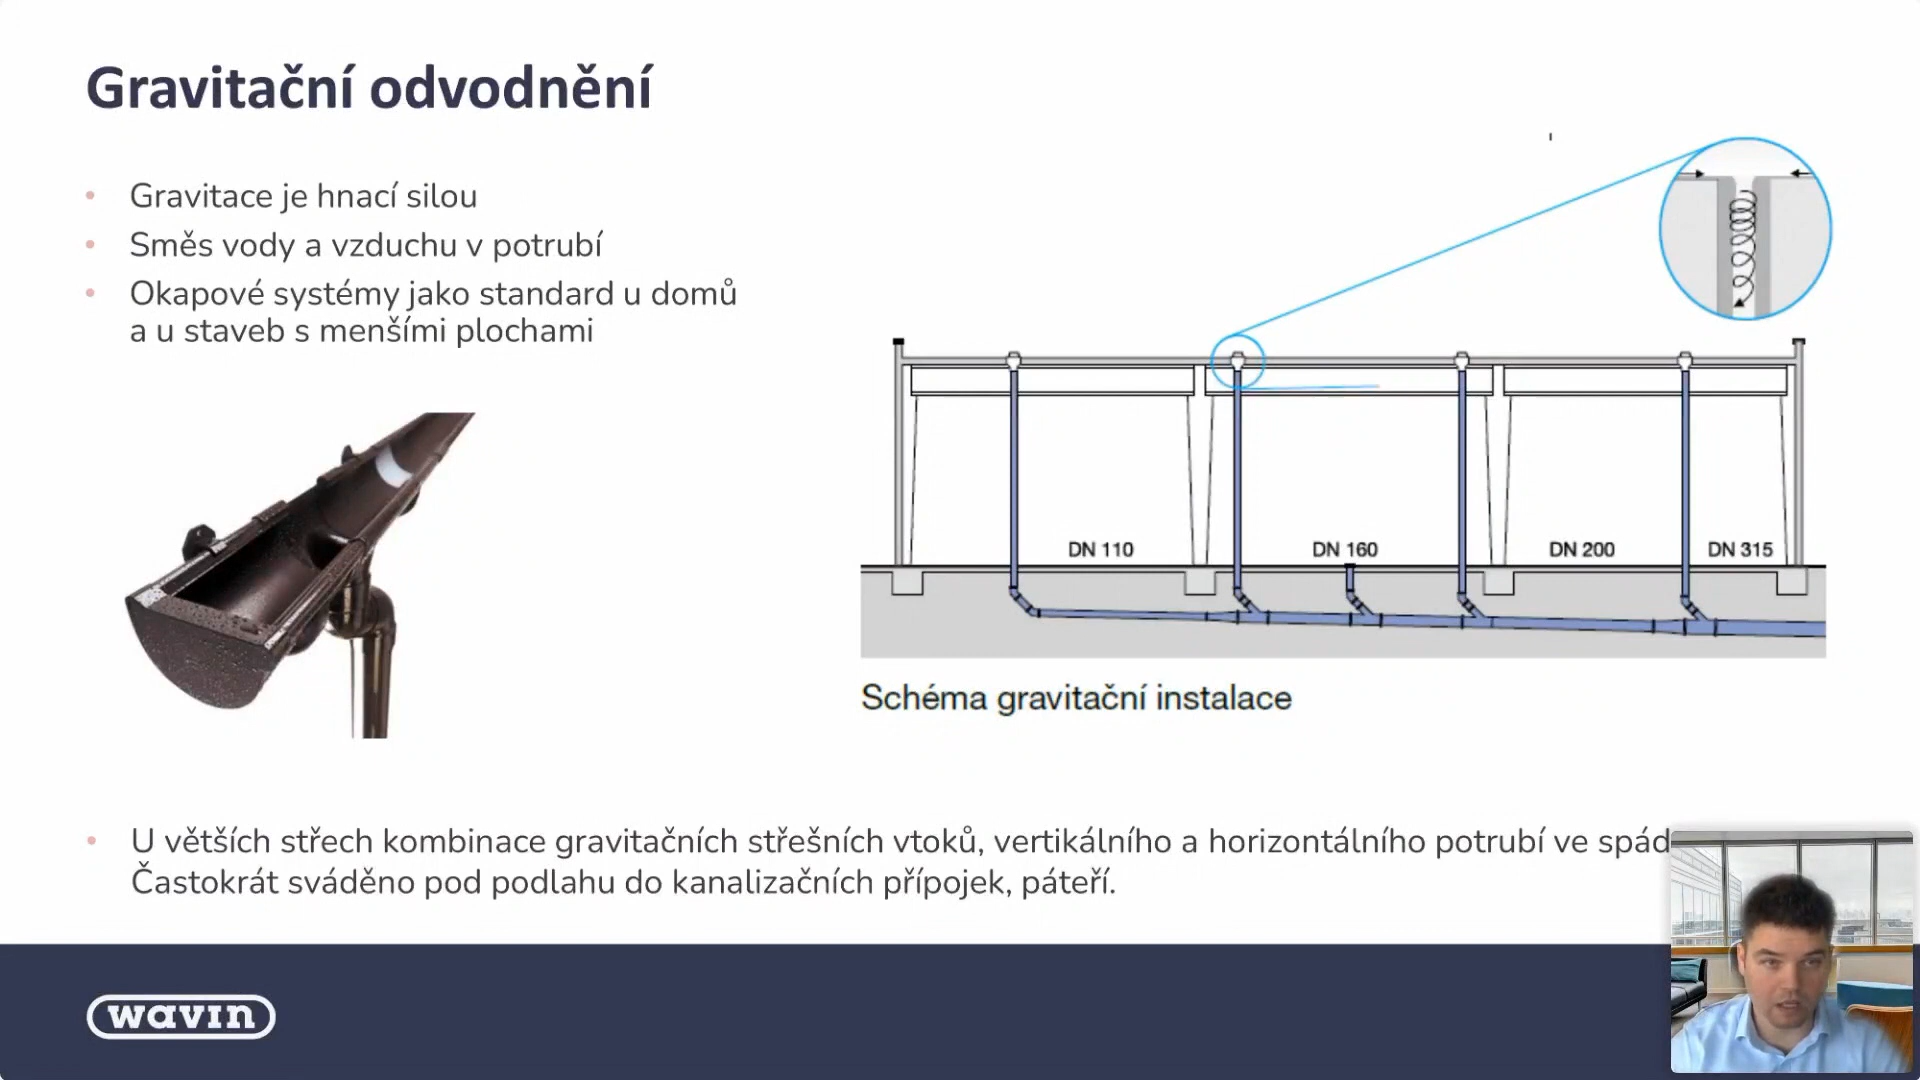 Gravitační odvodnění
• Gravitace je hnací silou
• Směs vody a vzduchu v potrubí
• Okapové systémy jako standard u domů
a u staveb s menšími plochami
DN 110
DN 160
DN 200
DN 315
Schéma gravitační instalace
• U větších střech kombinace gravitačních střešních vtoků, vertikálního a horizontálního potrubí ve spád
Častokrát sváděno pod podlahu do kanalizačních přípojek, páteří.
wavin